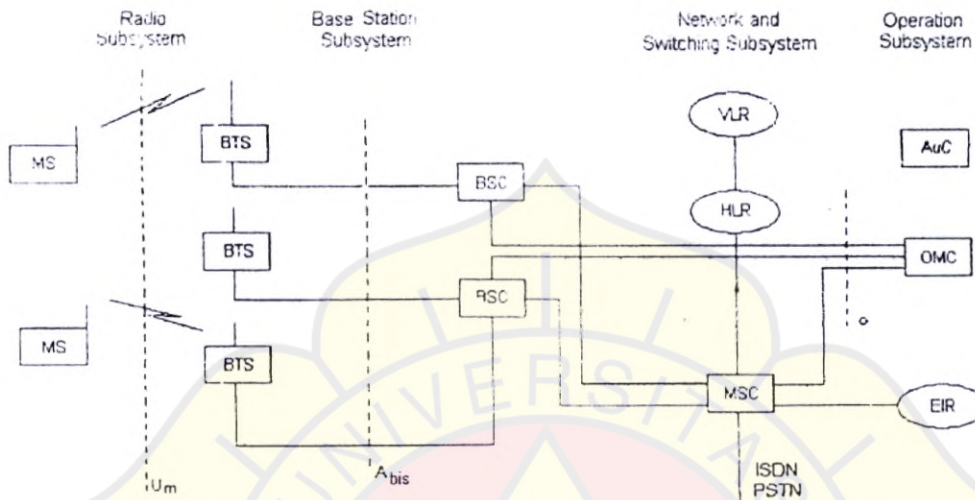 Radio
Subsystem
Base Station
Subsystem
Network and
Switching Subsystem
Operation
Subsystem
VLR
MS
BTS
AuC
BSC
HLR
BTS
OMC
BSC
MS
BTS
MSC
EIR
UNIVERSITA
Um
Abis
O
ISDN
PSTN